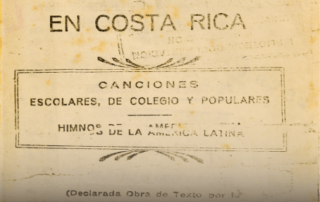 EN COSTA RICA
CANCIONES
ESCOLARES, DE COLEGIO Y POPULARES
HIMNOS
DE LA AMERICA LATINA
(Declarada Obra de Texto por